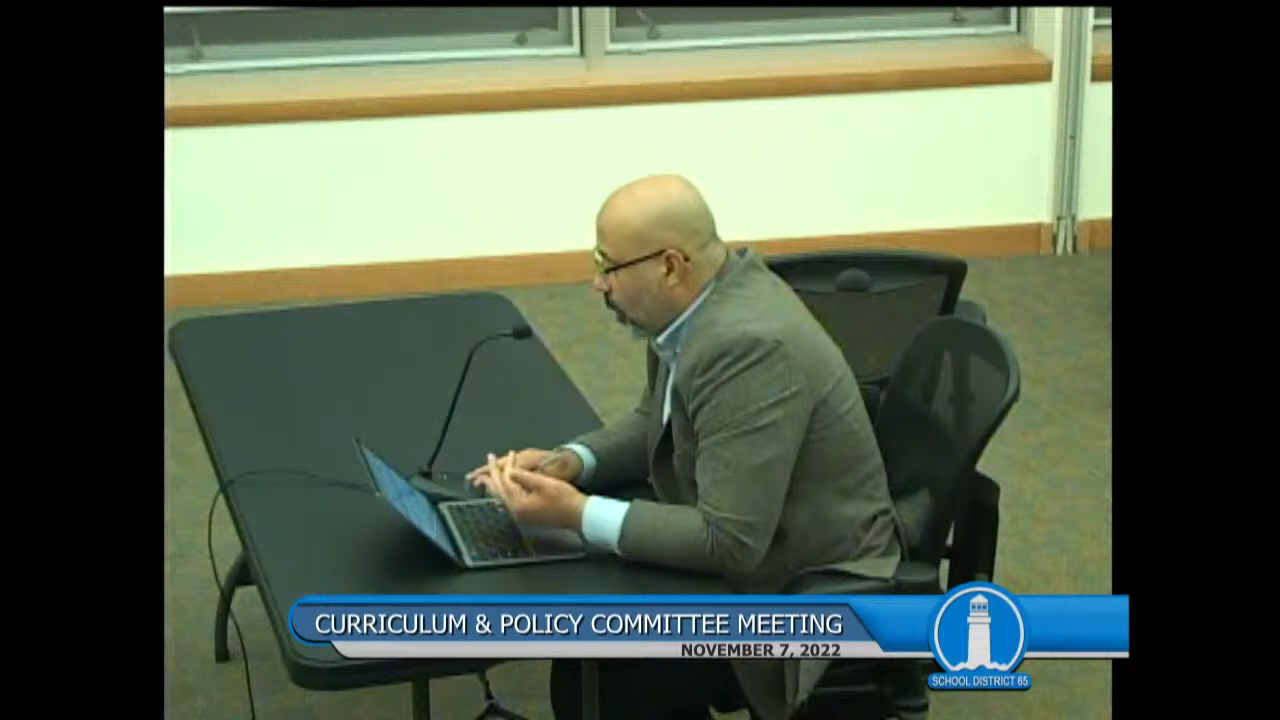 CURRICULUM & POLICY COMMITTEE MEETING
NOVEMBER 7, 2022
SCHOOL DISTRICT 65